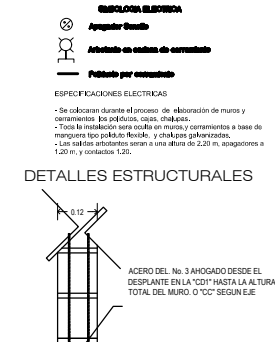 SIMBOLOGIA ELECTRICA
Apagador Sencillo
Arbotante en cadena de cerramiento
Poliducto por cerramiento
ESPECIFICACIONES ELECTRICAS
- Se colocaran durante el proceso de elaboración de muros y
cerramientos los poliductos, cajas, chalupas.
- Toda la instalación sera oculta en muros,y cerramientos a base de
manguera tipo poliduto flexible, y chalupas galvanizadas.
- Las salidas arbotantes seran a una altura de 2.20 m, apagadores a
1.20 m, y contactos 1.20.
DETALLES ESTRUCTURALES
0.12
ACERO DEL No. 3 AHOGADO DESDE EL
DESPLANTE EN LA "CD1" HASTA LA ALTURA
TOTAL DEL MURO. O "CC" SEGUN EJE